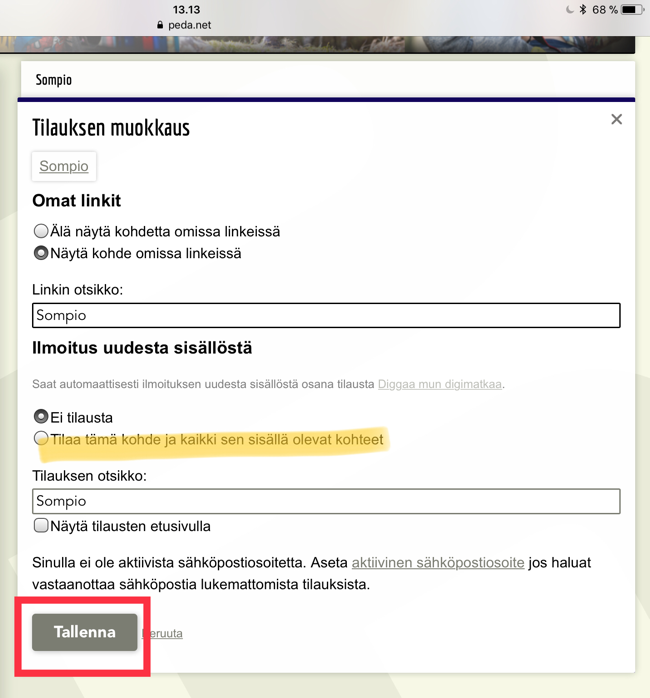 13.13
68 %
peda.net
Sompio
Tilauksen muokkaus
Sompio
Omat linkit
Älä näytä kohdetta omissa linkeissä
Näytä kohde omissa linkeissä
Linkin otsikko:
Sompio
Ilmoitus uudesta sisällöstä
Saat automaattisesti ilmoituksen uudesta sisällöstä osana tilausta Diggaa mun digimatkaa.
Ei tilausta
Tilaa tämä kohde ja kaikki sen sisällä olevat kohteet
Tilauksen otsikko:
Sompio
Näytä tilausten etusivulla
Sinulla ei ole aktiivista sähköpostiosoitetta. Aseta aktiivinen sähköpostiosoite jos haluat
vastaanottaa sähköpostia lukemattomista tilauksista.
Tallenna Peruuta